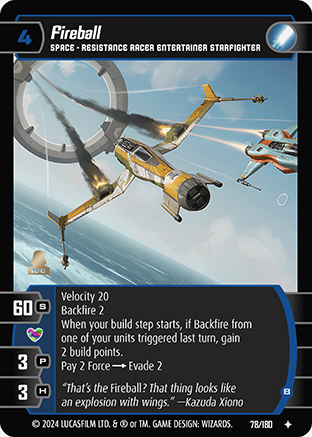 4
Fireball
SPACE - RESISTANCE RACER ENTERTAINER STARFIGHTER
IDC
60 S
3 P
3 H
Velocity 20
Backfire 2
When your build step starts, if Backfire from
one of your units triggered last turn, gain
2 build points.
Pay 2 Force → Evade 2
“That’s the Fireball? That thing looks like
an explosion with wings.” —Kazuda Xiono
B
© 2024 LUCASFILM LTD. & ® or TM. GAME DESIGN: WIZARDS.
78/180